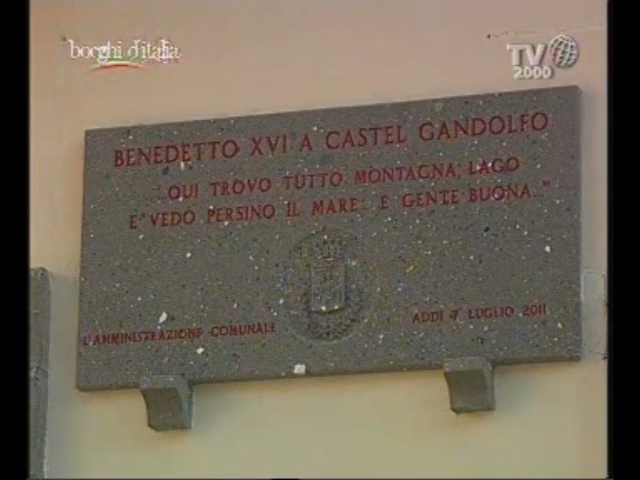 borghi d'italia
TV
2000
BENEDETTO XVI A CASTEL GANDOLFO
"...QUI TROVO TUTTO MONTAGNA, LAGO
E VEDO PERSINO IL MARE... E GENTE BUONA..."
L'AMMINISTRAZIONE COMUNALE
ADDI 7 LUGLIO 2011